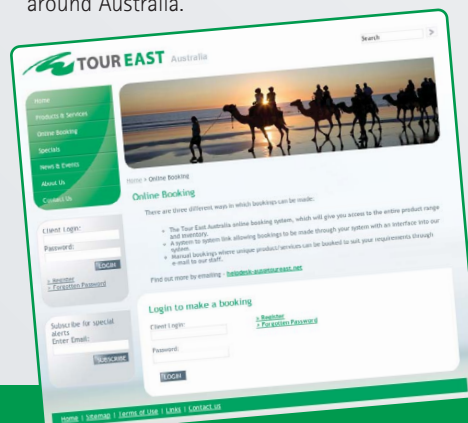 around Australia.
TOUR EAST Australia
Search
Home
Products & Services
Online Booking
Specials
News & Events
About Us
Contact Us
Home > Online Booking
Online Booking
There are three different ways in which bookings can be made:
• The Tour East Australia online booking system, which will give you access to the entire product range
and inventory.
• A system to system link allowing bookings to be made through your system with an interface into our
system.
• Manual bookings where unique product/services can be booked to suit your requirements through
e-mail to our staff.
Find out more by emailing -
Client Login:
Password:
LOGIN
> Register
> Forgotten Password
Subscribe for special
alerts
Enter Email:
SUBSCRIBE
Login to make a booking
Client Login:
Password:
LOGIN
> Register
> Forgotten Password
Home | Sitemap | Terms of Use | Links | Contact us